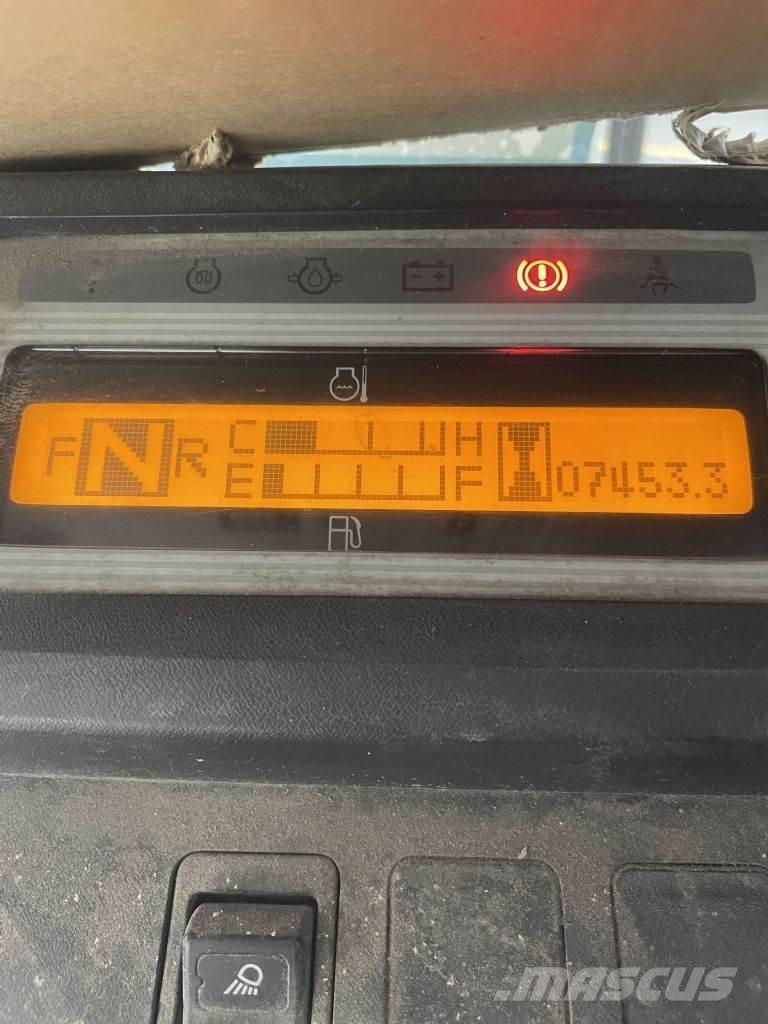 C H
F N R
E F 07453.3
MASCUS